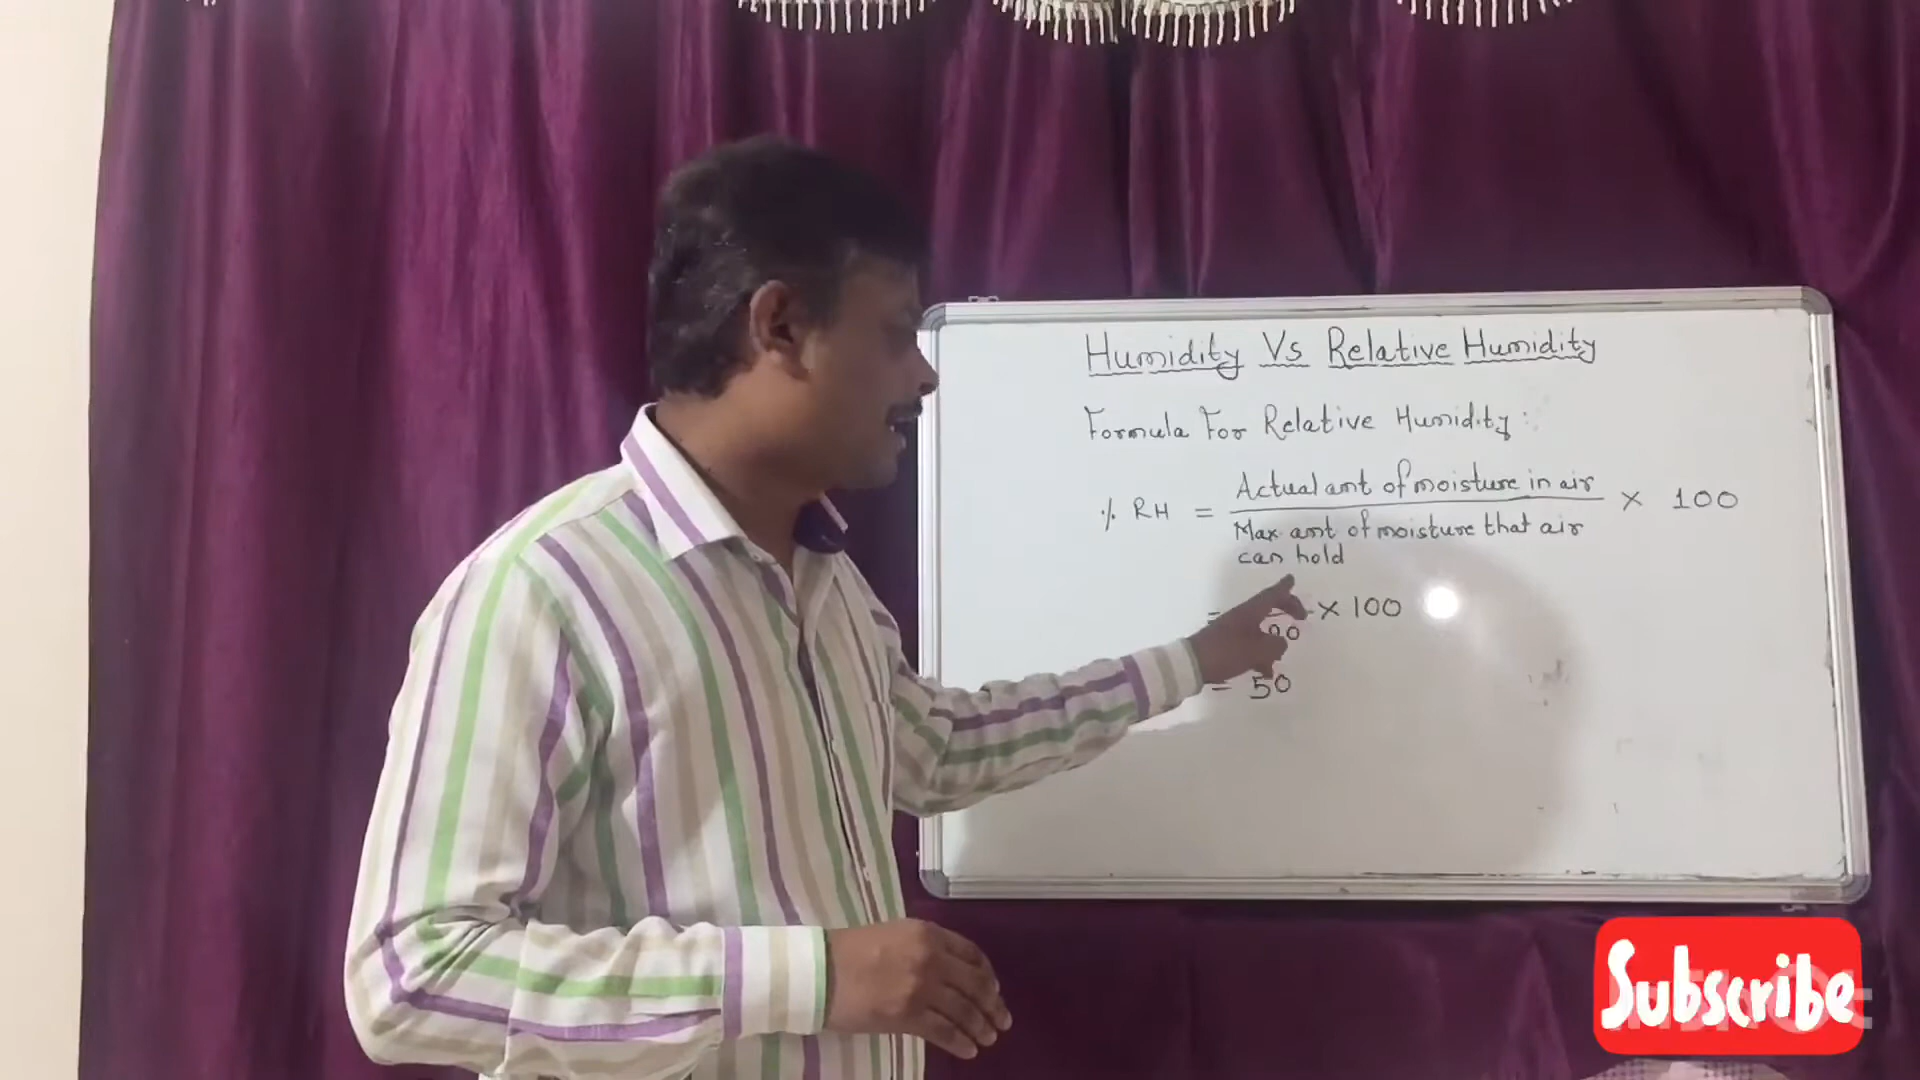 Humidity Vs Relative Humidity
Formula For Relative Humidity :
% RH = Actual amt of moisture in air × 100
Max amt of moisture that air
can hold
= × 100
= 50
Subscribe